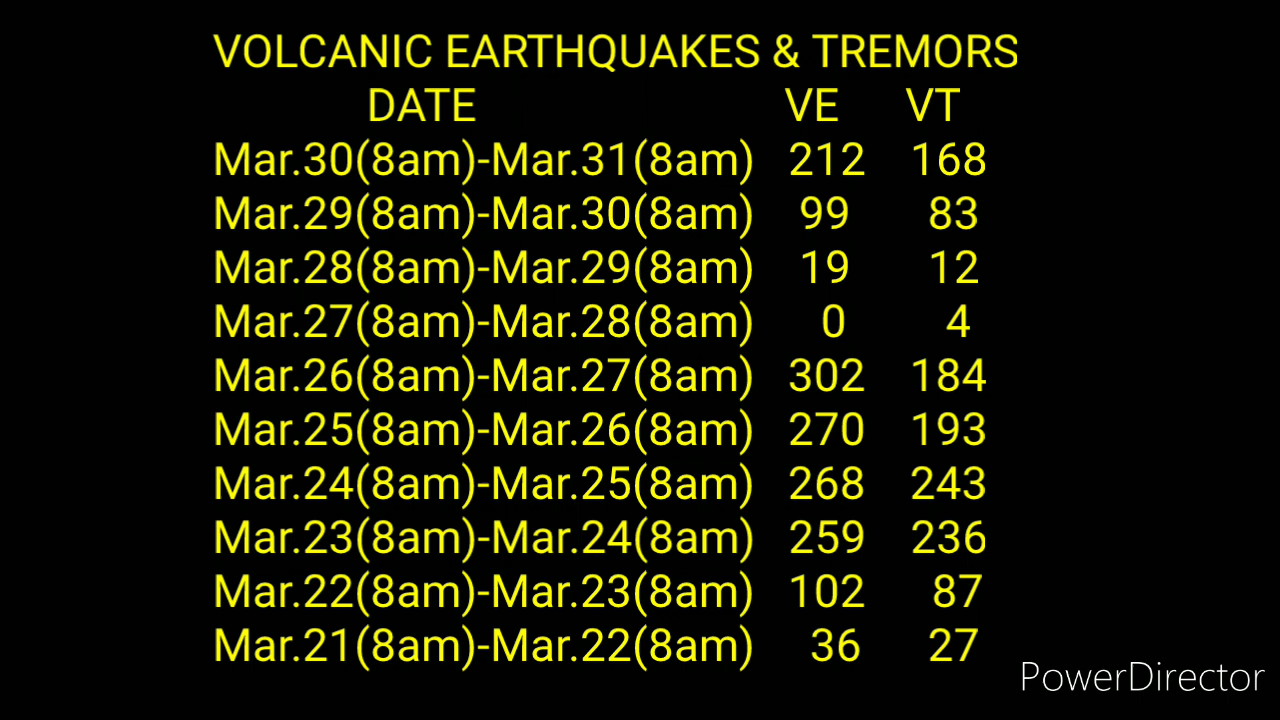 VOLCANIC EARTHQUAKES & TREMORS
DATE VE VT
Mar.30(8am)-Mar.31(8am) 212 168
Mar.29(8am)-Mar.30(8am) 99 83
Mar.28(8am)-Mar.29(8am) 19 12
Mar.27(8am)-Mar.28(8am) 0 4
Mar.26(8am)-Mar.27(8am) 302 184
Mar.25(8am)-Mar.26(8am) 270 193
Mar.24(8am)-Mar.25(8am) 268 243
Mar.23(8am)-Mar.24(8am) 259 236
Mar.22(8am)-Mar.23(8am) 102 87
Mar.21(8am)-Mar.22(8am) 36 27
PowerDirector